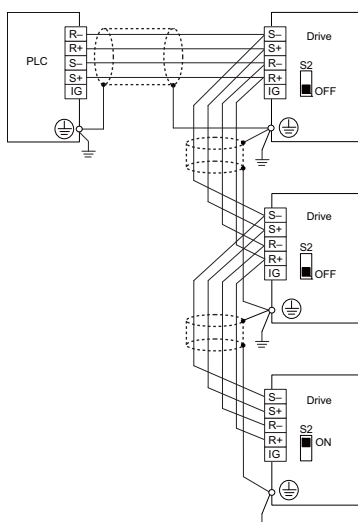 PLC
R–
R+
S–
S+
IG
S–
S+
R–
R+
IG
Drive
S2
OFF
S–
S+
R–
R+
IG
Drive
S2
OFF
S–
S+
R–
R+
IG
Drive
S2
ON